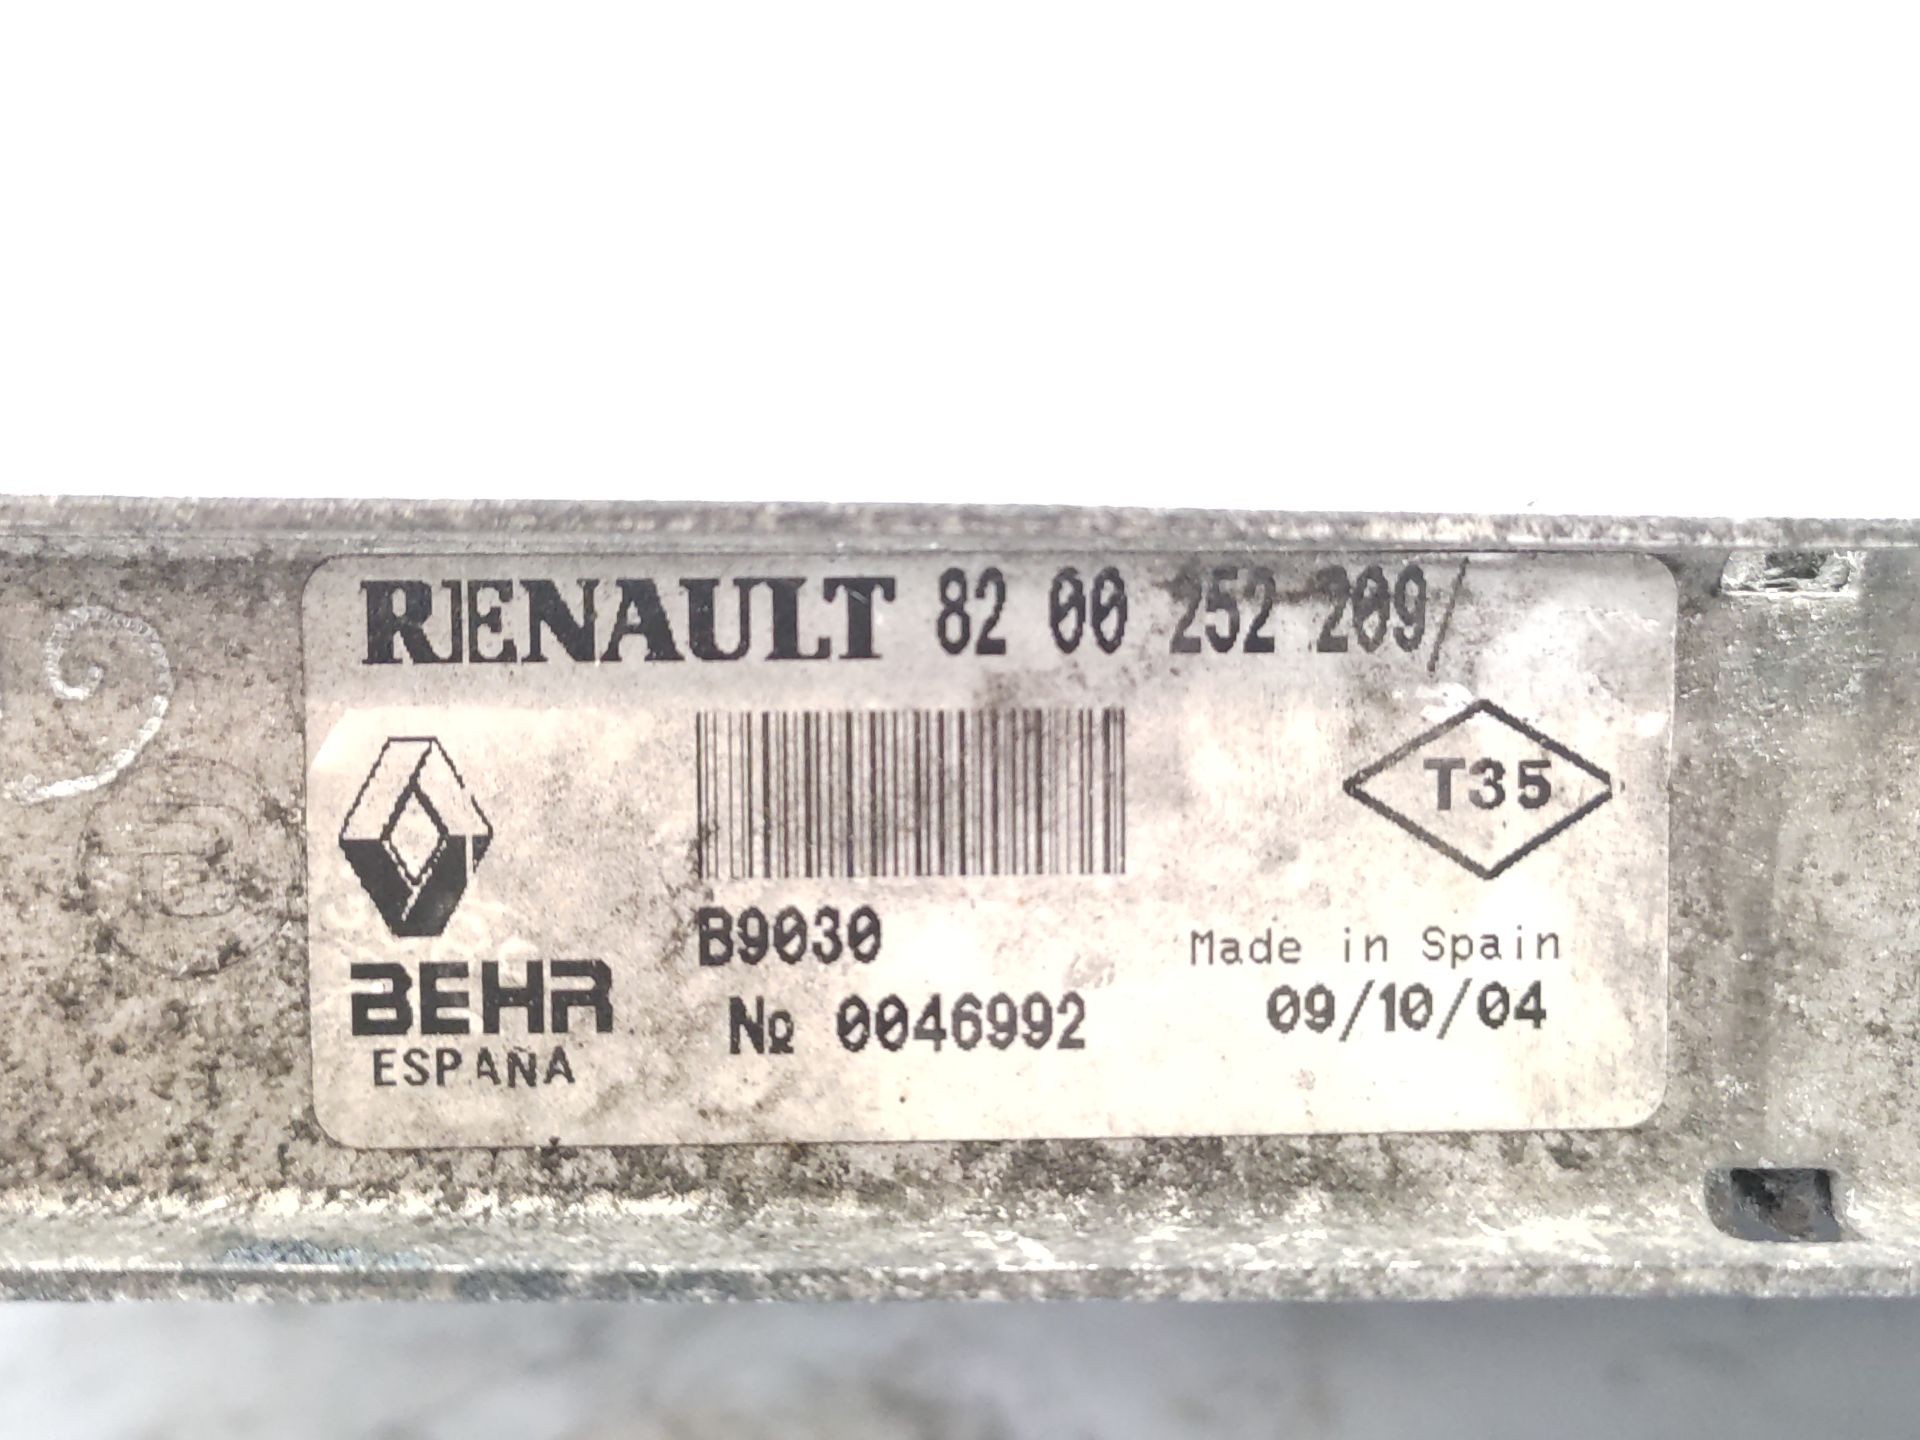 RENAULT 82 00 252 209/
T35
B9030
Made in Spain
BEHR
№ 0046992
09/10/04
ESPAÑA